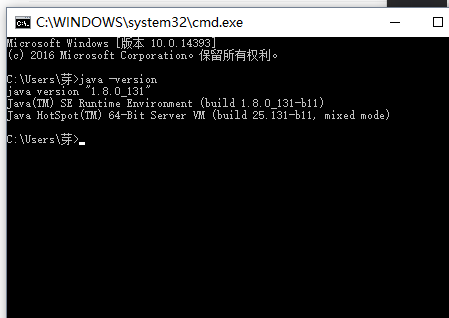 C:\WINDOWS\system32\cmd.exe
Microsoft Windows [版本 10.0.14393]
(c) 2016 Microsoft Corporation。保留所有权利。
C:\Users\芽>java -version
java version "1.8.0_131"
Java(TM) SE Runtime Environment (build 1.8.0_131-b11)
Java HotSpot(TM) 64-Bit Server VM (build 25.131-b11, mixed mode)
C:\Users\芽>